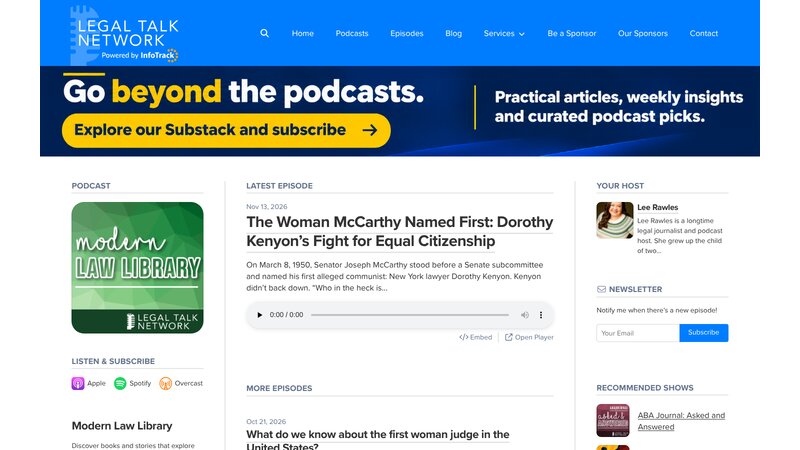 LEGAL TALK
NETWORK
Powered by InfoTrack
Home
Podcasts
Episodes
Blog
Services
Be a Sponsor
Our Sponsors
Contact
Go beyond the podcasts.
Explore our Substack and subscribe →
Practical articles, weekly insights
and curated podcast picks.
PODCAST
modern
LAW LIBRARY
LEGAL TALK
NETWORK
LISTEN & SUBSCRIBE
Apple
Spotify
Overcast
Modern Law Library
Discover books and stories that explore
LATEST EPISODE
Nov 13, 2026
The Woman McCarthy Named First: Dorothy
Kenyon’s Fight for Equal Citizenship
On March 8, 1950, Senator Joseph McCarthy stood before a Senate subcommittee
and named his first alleged communist: New York lawyer Dorothy Kenyon. Kenyon
didn’t back down. “Who in the heck is...
0:00 / 0:00
</> Embed
Open Player
MORE EPISODES
Oct 21, 2026
What do we know about the first woman judge in the
United States?
YOUR HOST
Lee Rawles
Lee Rawles is a longtime
legal journalist and podcast
host. She grew up the child
of two...
NEWSLETTER
Notify me when there’s a new episode!
Your Email
Subscribe
RECOMMENDED SHOWS
asked &
answered
ABA Journal: Asked and
Answered